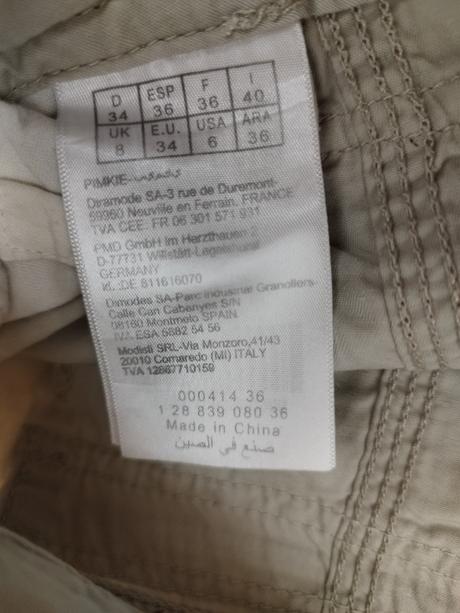 D 34 ESP 36 F 36 I 40
UK 8 E.U. 34 USA 6 ARA 36
PIMKIE-
Diramode SA-3 rue de Duremont-
59960 Neuville en Ferrain, FRANCE
TVA CEE: FR 06 301 571 931
PMD GmbH Im Herzthauen 2
D-77731 Willstätt-
GERMANY
DE 811616070
Dimodes SA-Parc Industrial Granollers-
Calle Can Cabanyes S/N
08160 Montmelo SPAIN
IVA ESA 5882 54 56
Modisti SRL-Via Monzoro,41/43
20010 Cornaredo (MI) ITALY
TVA 12867710159
000414 36
1 28 839 080 36
Made in China
صنع في الصين